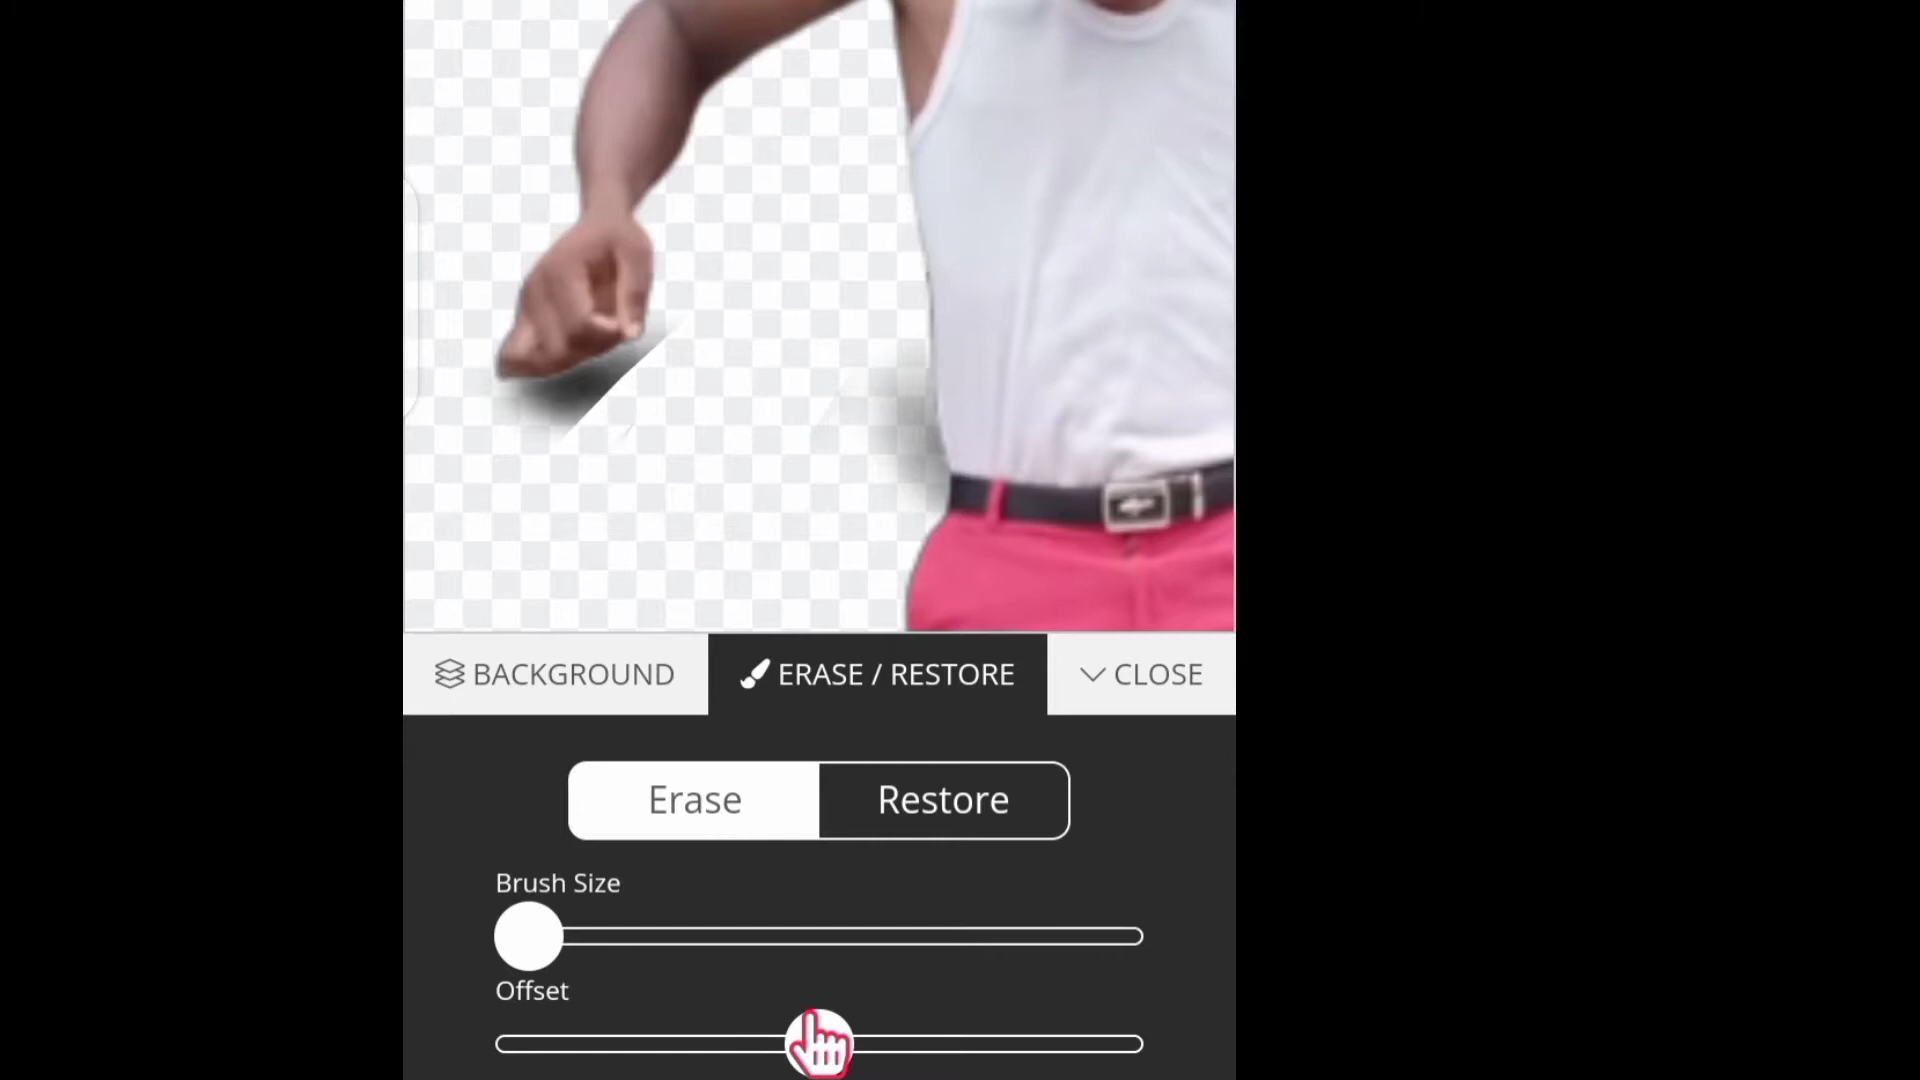 BACKGROUND
ERASE / RESTORE
CLOSE
Erase
Restore
Brush Size
Offset